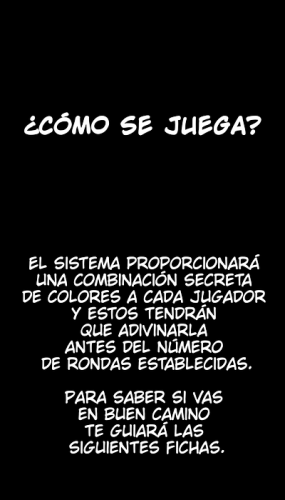 ¿CÓMO SE JUEGA?
EL SISTEMA PROPORCIONARÁ
UNA COMBINACIÓN SECRETA
DE COLORES A CADA JUGADOR
Y ESTOS TENDRÁN
QUE ADIVINARLA
ANTES DEL NÚMERO
DE RONDAS ESTABLECIDAS.
PARA SABER SI VAS
EN BUEN CAMINO
TE GUIARÁ LAS
SIGUIENTES FICHAS.